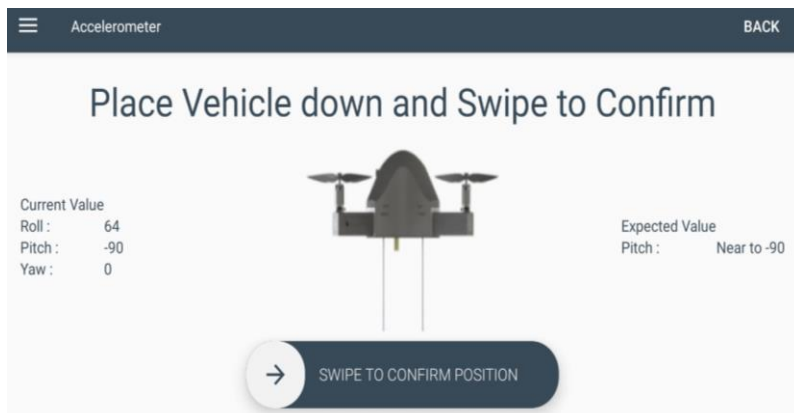 Accelerometer
BACK
Place Vehicle down and Swipe to Confirm
Current Value
Roll : 64
Pitch : -90
Yaw : 0
Expected Value
Pitch : Near to -90
SWIPE TO CONFIRM POSITION